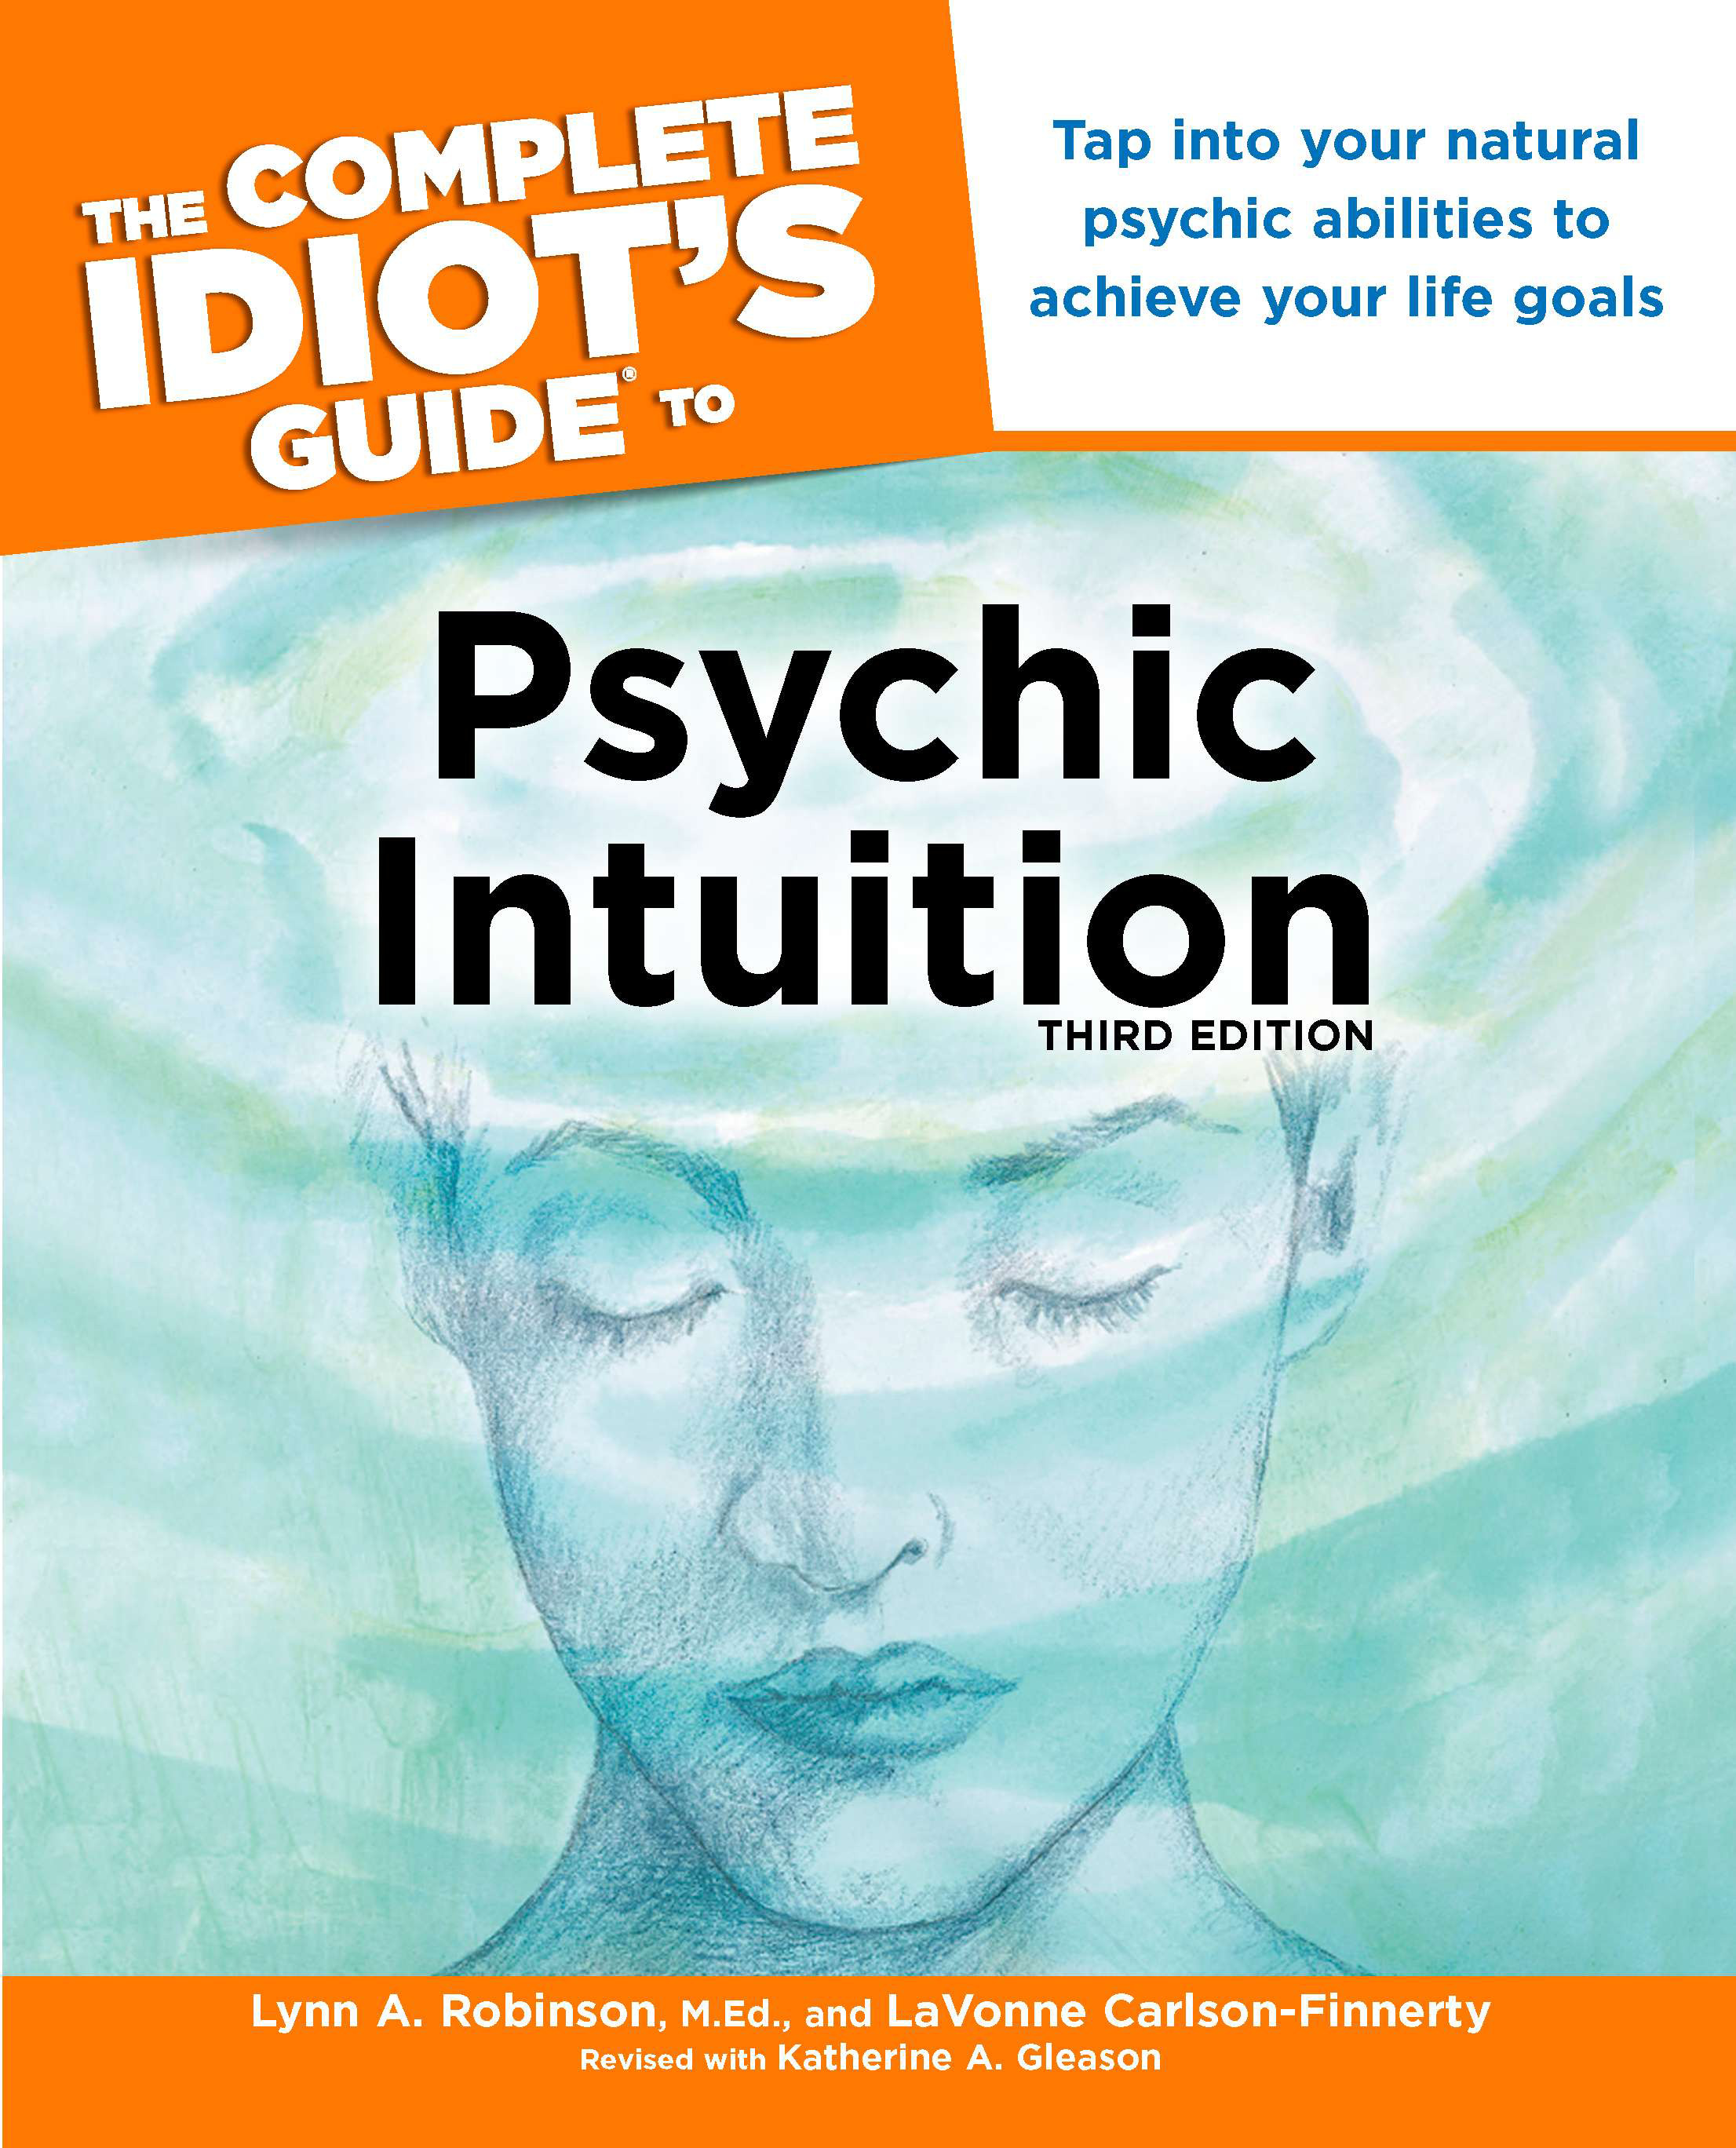 THE COMPLETE
IDIOT'S
GUIDE® TO
Tap into your natural
psychic abilities to
achieve your life goals
Psychic
Intuition
THIRD EDITION
Lynn A. Robinson, M.Ed., and LaVonne Carlson-Finnerty
Revised with Katherine A. Gleason